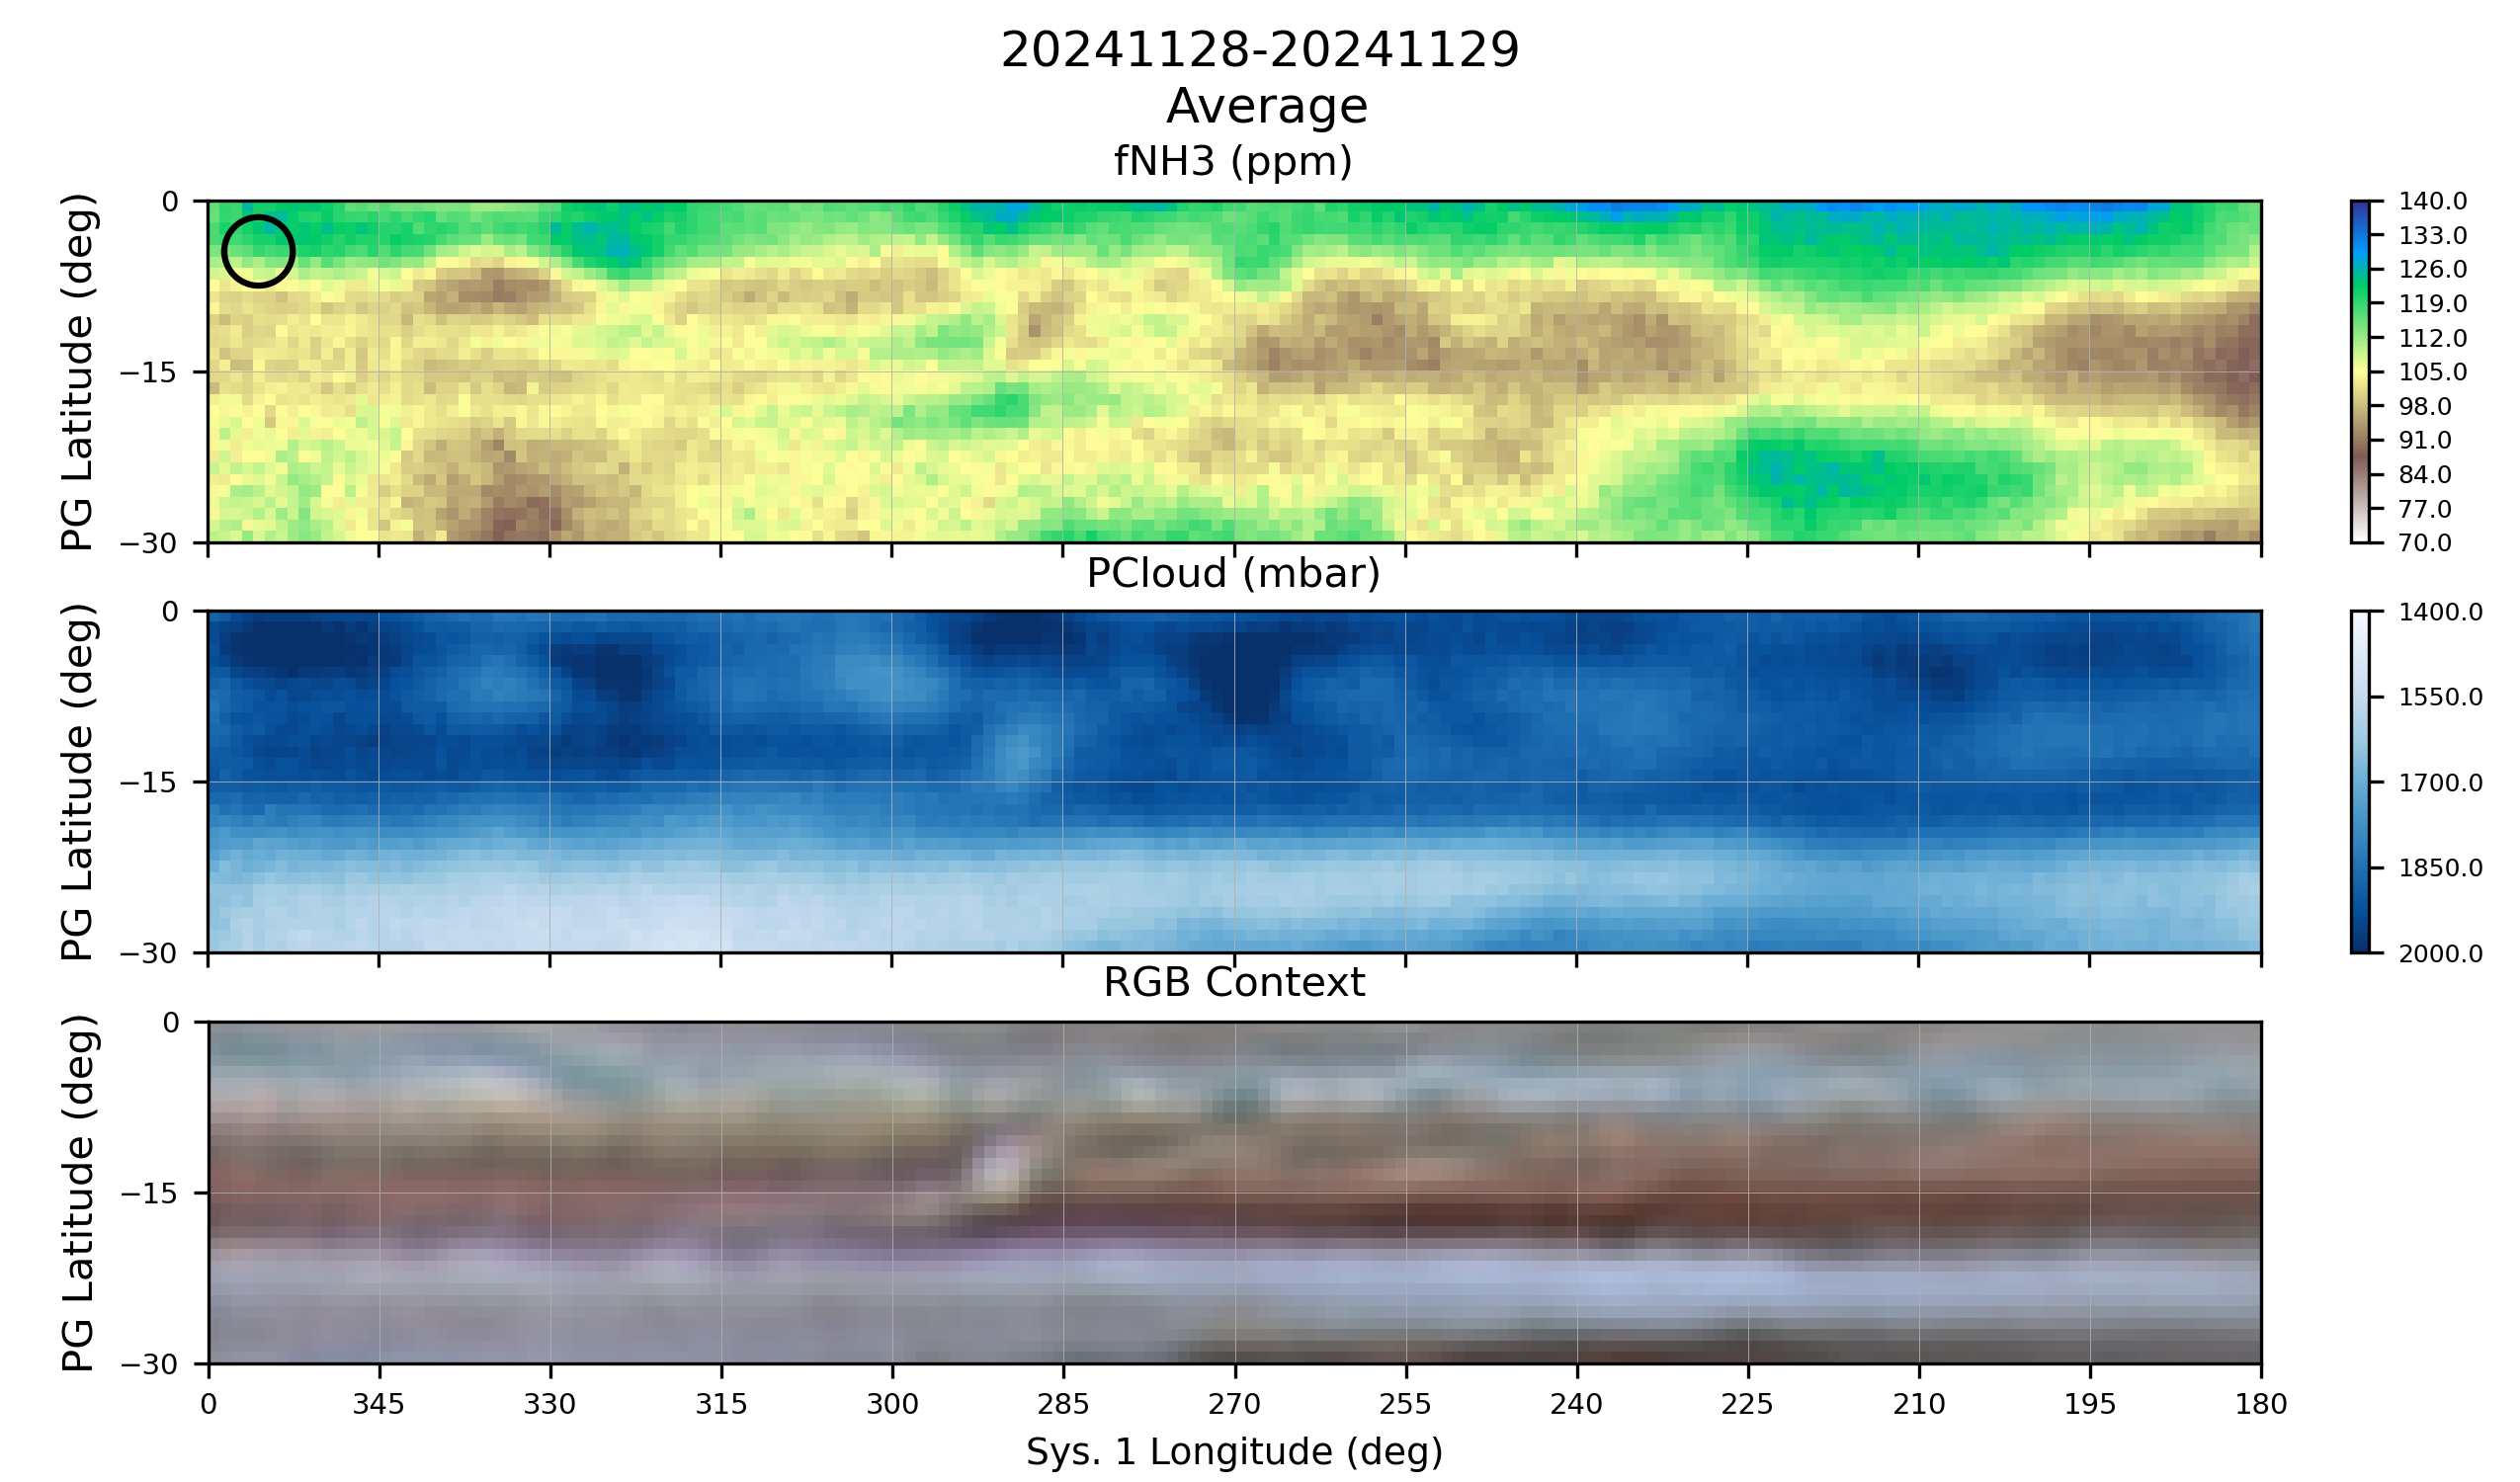 20241128-20241129
Average
fNH3 (ppm)
PG Latitude (deg)
0
−15
−30
140.0
133.0
126.0
119.0
112.0
105.0
98.0
91.0
84.0
77.0
70.0
PCloud (mbar)
PG Latitude (deg)
0
−15
−30
1400.0
1550.0
1700.0
1850.0
2000.0
RGB Context
PG Latitude (deg)
0
−15
−30
0 345 330 315 300 285 270 255 240 225 210 195 180
Sys. 1 Longitude (deg)